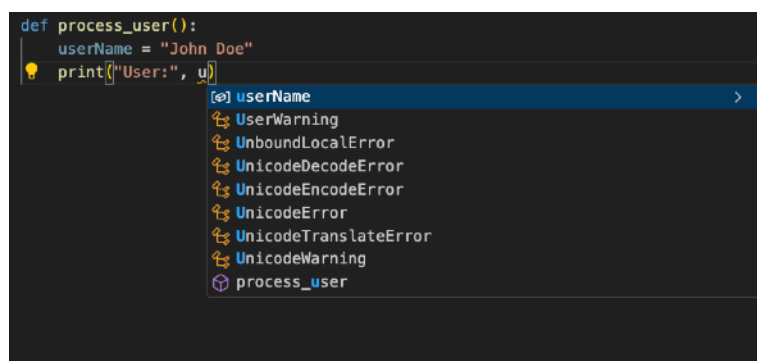 def process_user():
    userName = "John Doe"
    print("User:", u)
userName
UserWarning
UnboundLocalError
UnicodeDecodeError
UnicodeEncodeError
UnicodeError
UnicodeTranslateError
UnicodeWarning
process_user